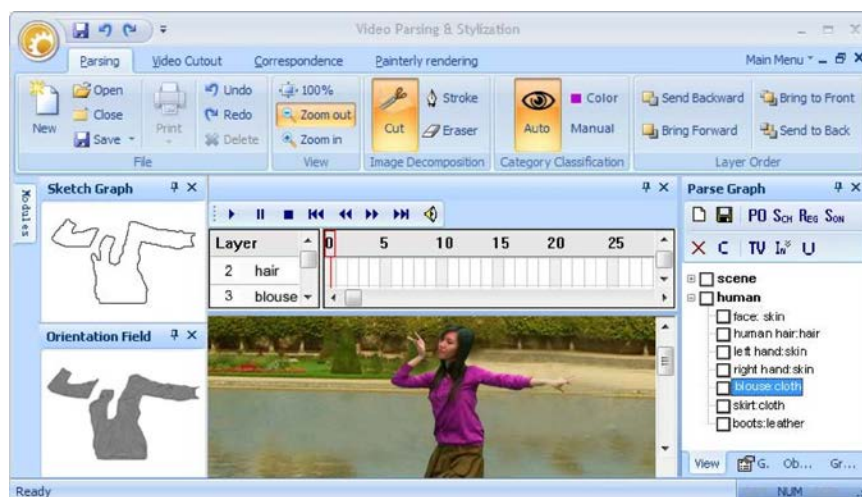 Video Parsing & Stylization
Parsing Video Cutout Correspondence Painterly rendering Main Menu
New
Open
Close
Save
Print
Undo
Redo
Delete
File
100%
Zoom out
Zoom in
View
Cut
Stroke
Eraser
Image Decomposition
Auto
Color
Manual
Category Classification
Send Backward
Bring to Front
Bring Forward
Send to Back
Layer Order
Modules
Sketch Graph
Orientation Field
Layer 0 5 10 15 20 25
2 hair
3 blouse
Parse Graph
PO SCH REG SON
C TV IN U
scene
human
face: skin
human hair:hair
left hand:skin
right hand:skin
blouse:cloth
skirt:cloth
boots:leather
View G. Ob... Gr...
Ready NUM